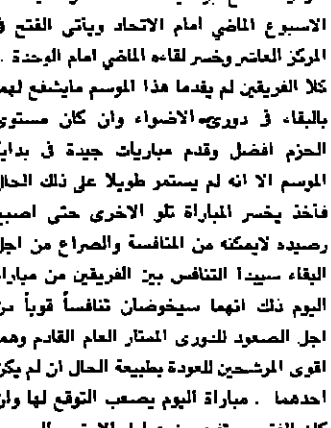 الاسبوع الماضي امام الاتحاد ويأتي الفتح في
المركز العاشر وخسر لقاءه الماضي امام الوحدة .
كلا الفريقين لم يقدما هذا الموسم مايشفع لهما
بالبقاء في دوري الاضواء وان كان مستوى
الحزم افضل وقدم مباريات جيدة في بداية
الموسم الا انه لم يستمر طويلا على ذلك الحال
فأخذ يخسر المباراة تلو الاخرى حتى اصبح
رصيده لايمكنه من المنافسة والصراع من اجل
البقاء سيبدأ التنافس بين الفريقين من مباراة
اليوم ذلك انهما سيخوضان تنافساً قوياً من
اجل الصعود للدوري الممتاز العام القادم وهما
اقوى المرشحين للعودة بطبيعة الحال ان لم يكن
احدهما . مباراة اليوم يصعب التوقع لها وان